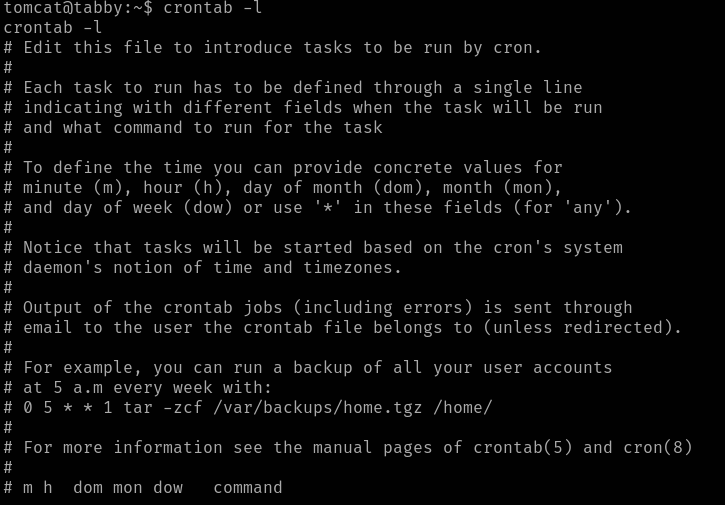 tomcat@tabby:~$ crontab -l
crontab -l
# Edit this file to introduce tasks to be run by cron.
#
# Each task to run has to be defined through a single line
# indicating with different fields when the task will be run
# and what command to run for the task
#
# To define the time you can provide concrete values for
# minute (m), hour (h), day of month (dom), month (mon),
# and day of week (dow) or use '*' in these fields (for 'any').
#
# Notice that tasks will be started based on the cron's system
# daemon's notion of time and timezones.
#
# Output of the crontab jobs (including errors) is sent through
# email to the user the crontab file belongs to (unless redirected).
#
# For example, you can run a backup of all your user accounts
# at 5 a.m every week with:
# 0 5 * * 1 tar -zcf /var/backups/home.tgz /home/
#
# For more information see the manual pages of crontab(5) and cron(8)
#
# m h  dom mon dow   command